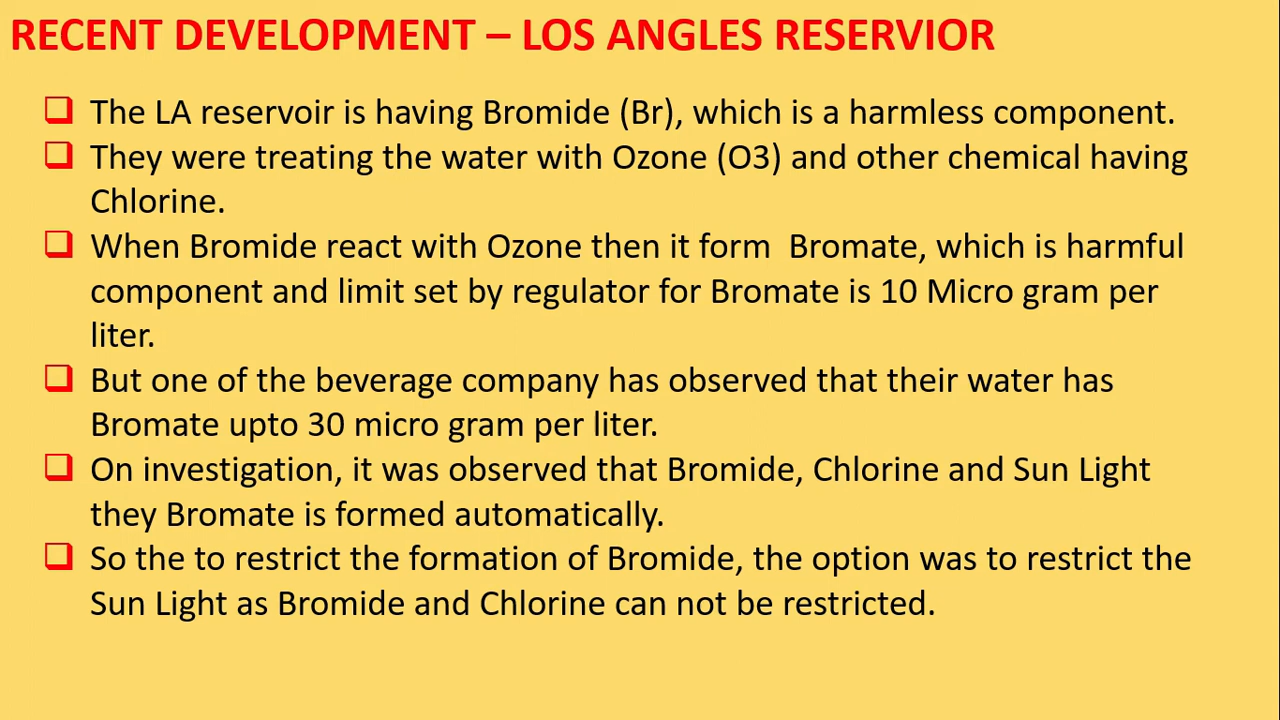 RECENT DEVELOPMENT – LOS ANGLES RESERVIOR
The LA reservoir is having Bromide (Br), which is a harmless component.
They were treating the water with Ozone (O3) and other chemical having
Chlorine.
When Bromide react with Ozone then it form  Bromate, which is harmful
component and limit set by regulator for Bromate is 10 Micro gram per
liter.
But one of the beverage company has observed that their water has
Bromate upto 30 micro gram per liter.
On investigation, it was observed that Bromide, Chlorine and Sun Light
they Bromate is formed automatically.
So the to restrict the formation of Bromide, the option was to restrict the
Sun Light as Bromide and Chlorine can not be restricted.